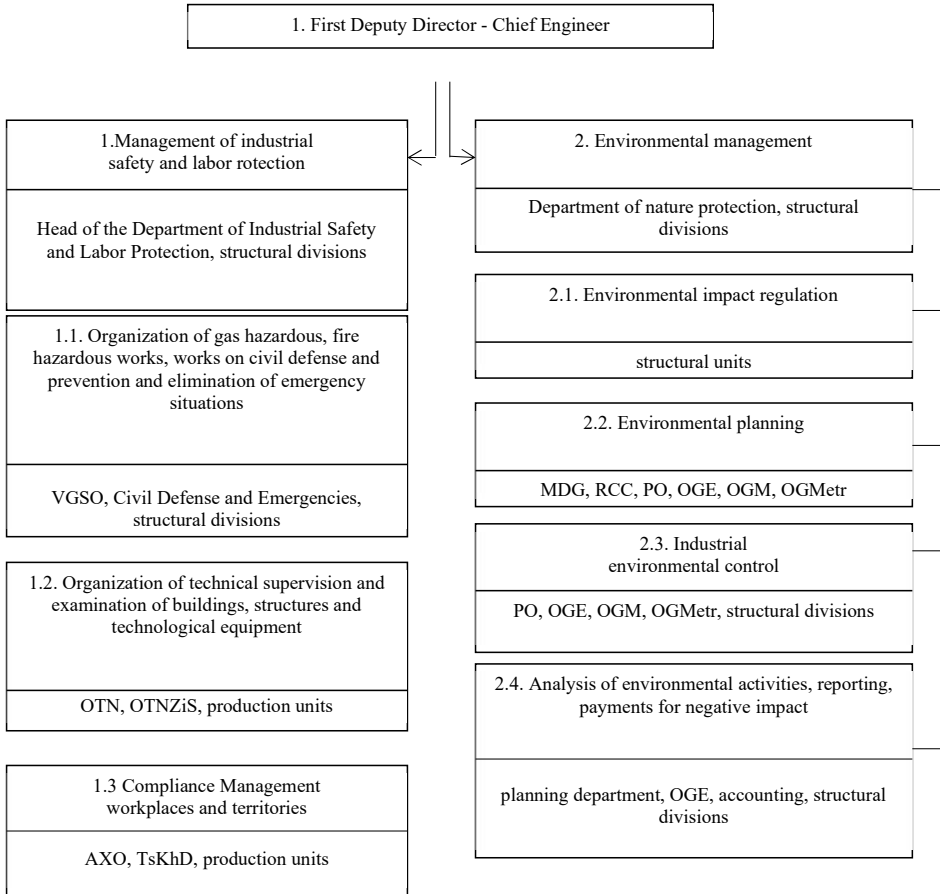 1. First Deputy Director - Chief Engineer
1.Management of industrial
safety and labor rotection
Head of the Department of Industrial Safety
and Labor Protection, structural divisions
1.1. Organization of gas hazardous, fire
hazardous works, works on civil defense and
prevention and elimination of emergency
situations
VGSO, Civil Defense and Emergencies,
structural divisions
1.2. Organization of technical supervision and
examination of buildings, structures and
technological equipment
OTN, OTNZiS, production units
1.3 Compliance Management
workplaces and territories
AXO, TsKhD, production units
2. Environmental management
Department of nature protection, structural
divisions
2.1. Environmental impact regulation
structural units
2.2. Environmental planning
MDG, RCC, PO, OGE, OGM, OGMetr
2.3. Industrial
environmental control
PO, OGE, OGM, OGMetr, structural divisions
2.4. Analysis of environmental activities, reporting,
payments for negative impact
planning department, OGE, accounting, structural
divisions